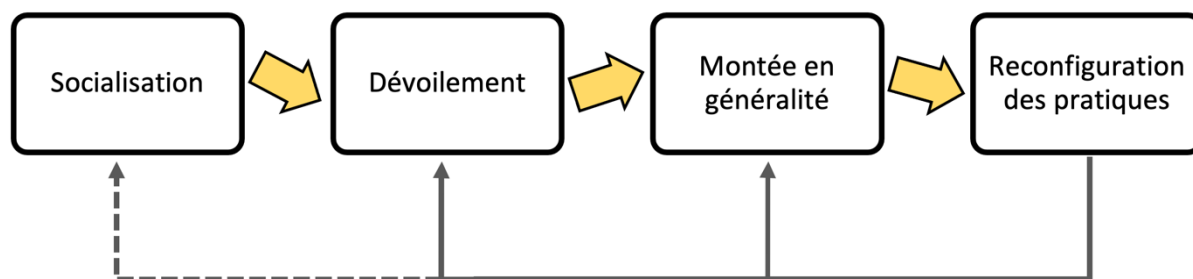 Socialisation
Dévoilement
Montée en
généralité
Reconfiguration
des pratiques